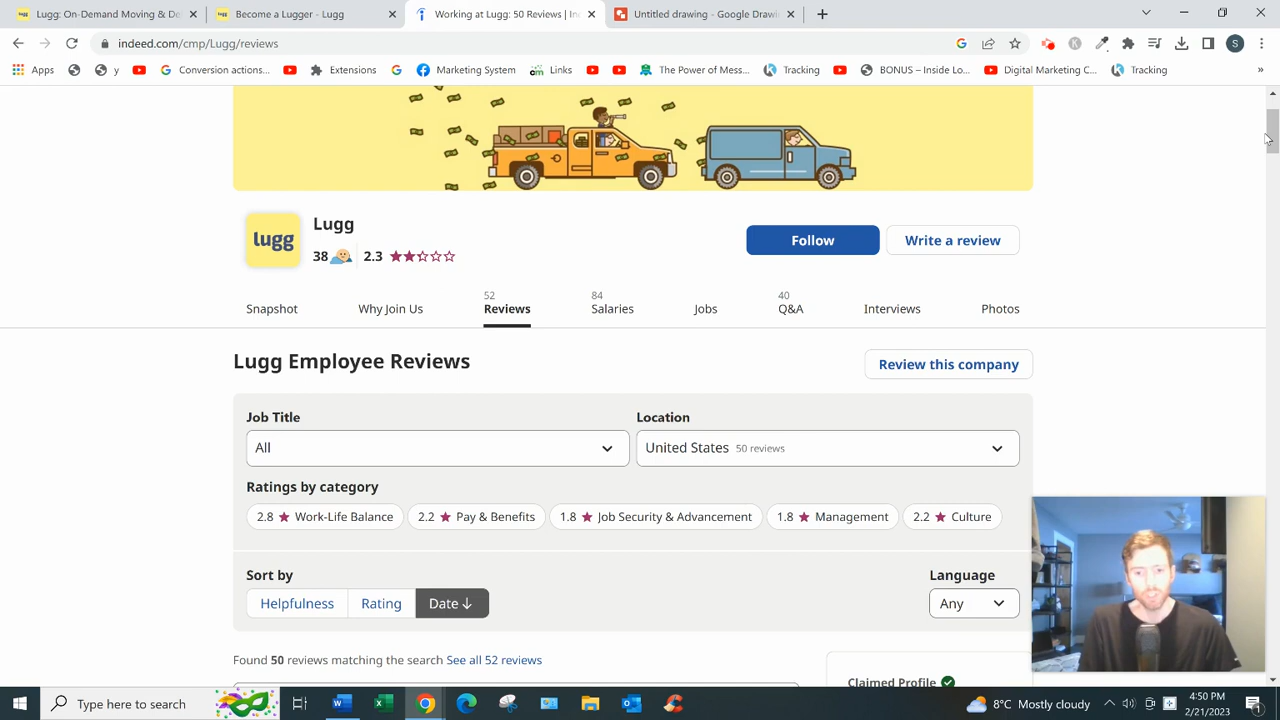 Lugg: On-Demand Moving & De
Become a Lugger - Lugg
Working at Lugg: 50 Reviews | In
Untitled drawing - Google Drawi
indeed.com/cmp/Lugg/reviews
S
Apps
y
Conversion actions...
Extensions
Marketing System
Links
The Power of Mess...
Tracking
BONUS – Inside Lo...
Digital Marketing C...
Tracking
lugg
Lugg
38
2.3
Follow
Write a review
Snapshot
Why Join Us
52
Reviews
84
Salaries
Jobs
40
Q&A
Interviews
Photos
Lugg Employee Reviews
Review this company
Job Title
Location
All
United States 50 reviews
Ratings by category
2.8 ★ Work-Life Balance
2.2 ★ Pay & Benefits
1.8 ★ Job Security & Advancement
1.8 ★ Management
2.2 ★ Culture
Sort by
Language
Helpfulness
Rating
Date ↓
Any
Found 50 reviews matching the search See all 52 reviews
Claimed Profile
Type here to search
8°C Mostly cloudy
4:50 PM
2/21/2023
1